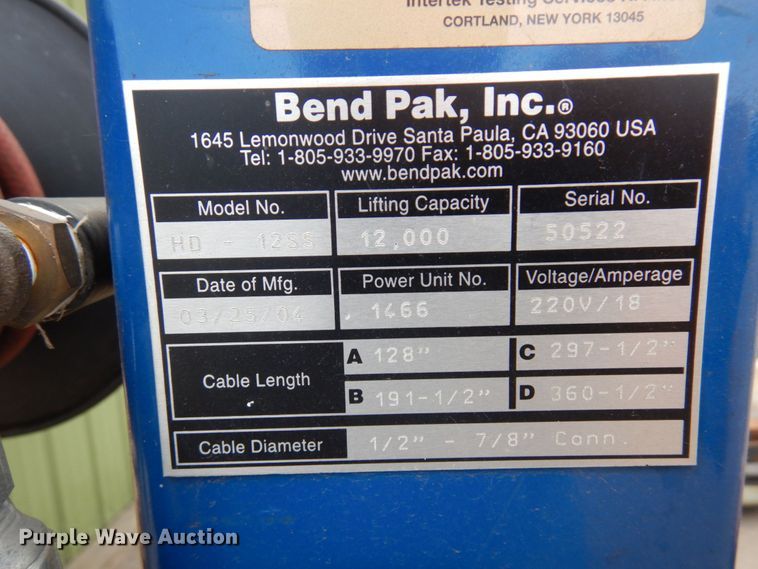 Intertek Testing Services
CORTLAND, NEW YORK 13045
Bend Pak, Inc.®
1645 Lemonwood Drive Santa Paula, CA 93060 USA
Tel: 1-805-933-9970 Fax: 1-805-933-9160
www.bendpak.com
Model No. Lifting Capacity Serial No.
HD - 12SS 12,000 50522
Date of Mfg. Power Unit No. Voltage/Amperage
03/25/04 1466 220V/18
Cable Length
A 128" C 297-1/2"
B 191-1/2" D 360-1/2"
Cable Diameter 1/2" - 7/8" Conn.
Purple Wave Auction